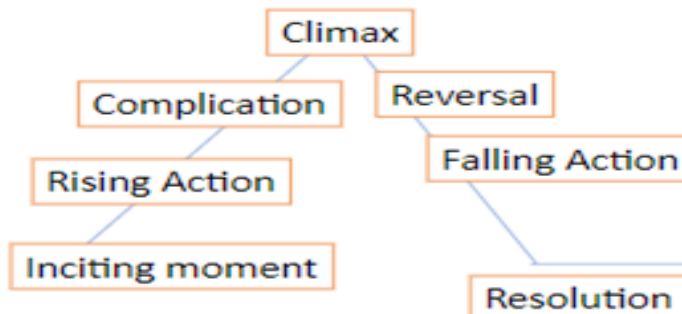 Climax
Complication
Reversal
Rising Action
Falling Action
Inciting moment
Resolution